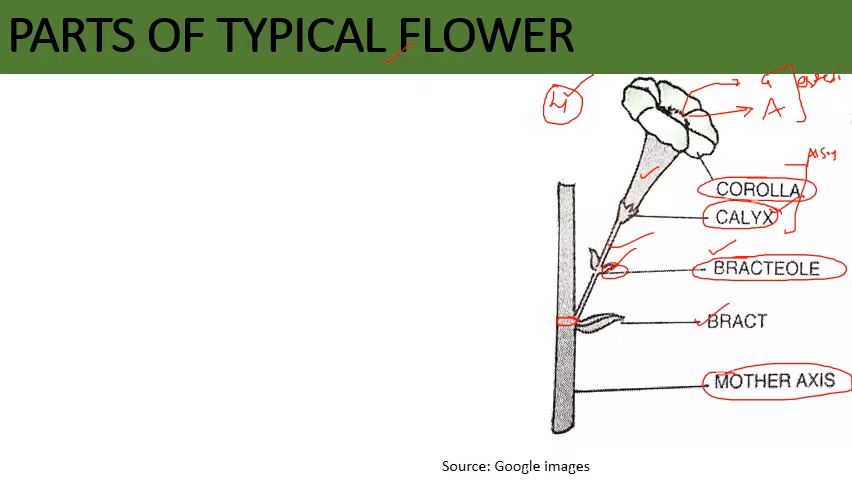 PARTS OF TYPICAL FLOWER
A
COROLLA
CALYX
BRACTEOLE
BRACT
MOTHER AXIS
Source: Google images